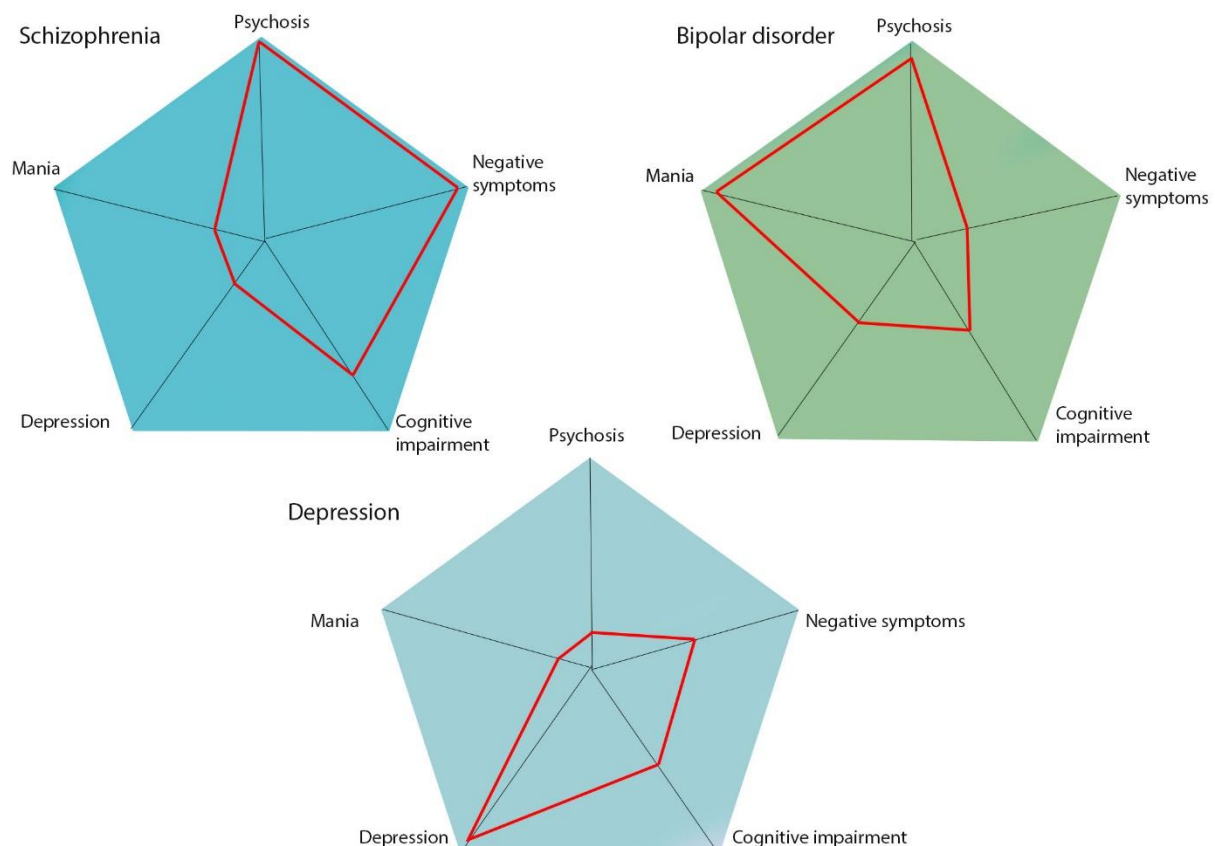 Schizophrenia
Psychosis
Mania
Negative
symptoms
Depression
Cognitive
impairment
Bipolar disorder
Psychosis
Mania
Negative
symptoms
Depression
Cognitive
impairment
Depression
Psychosis
Mania
Negative symptoms
Depression
Cognitive impairment